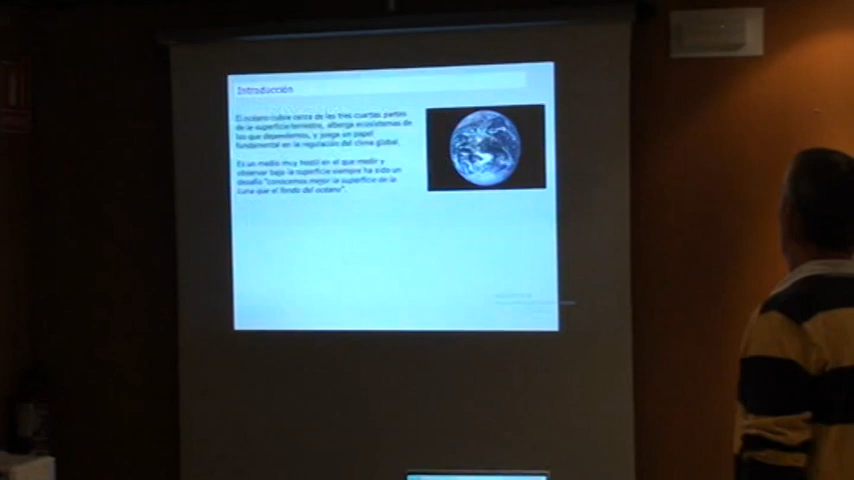 Introducción
El océano cubre cerca de las tres cuartas partes
de la superficie terrestre, alberga ecosistemas de
los que dependemos, y juega un papel
fundamental en la regulación del clima global.
Es un medio muy hostil en el que medir y
observar bajo la superficie siempre ha sido un
desafío "conocemos mejor la superficie de la
Luna que el fondo del océano".